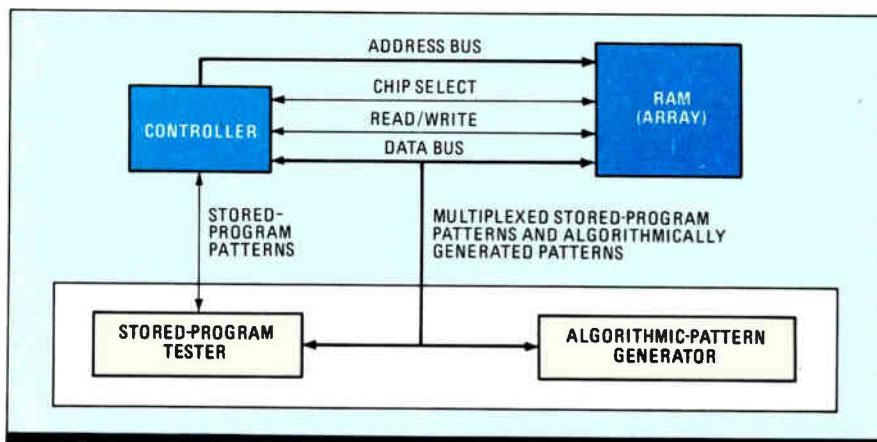 ADDRESS BUS
CHIP SELECT
READ/WRITE
DATA BUS
CONTROLLER
RAM
(ARRAY)
STORED-
PROGRAM
PATTERNS
MULTIPLEXED STORED-PROGRAM
PATTERNS AND ALGORITHMICALLY
GENERATED PATTERNS
STORED-PROGRAM
TESTER
ALGORITHMIC-PATTERN
GENERATOR